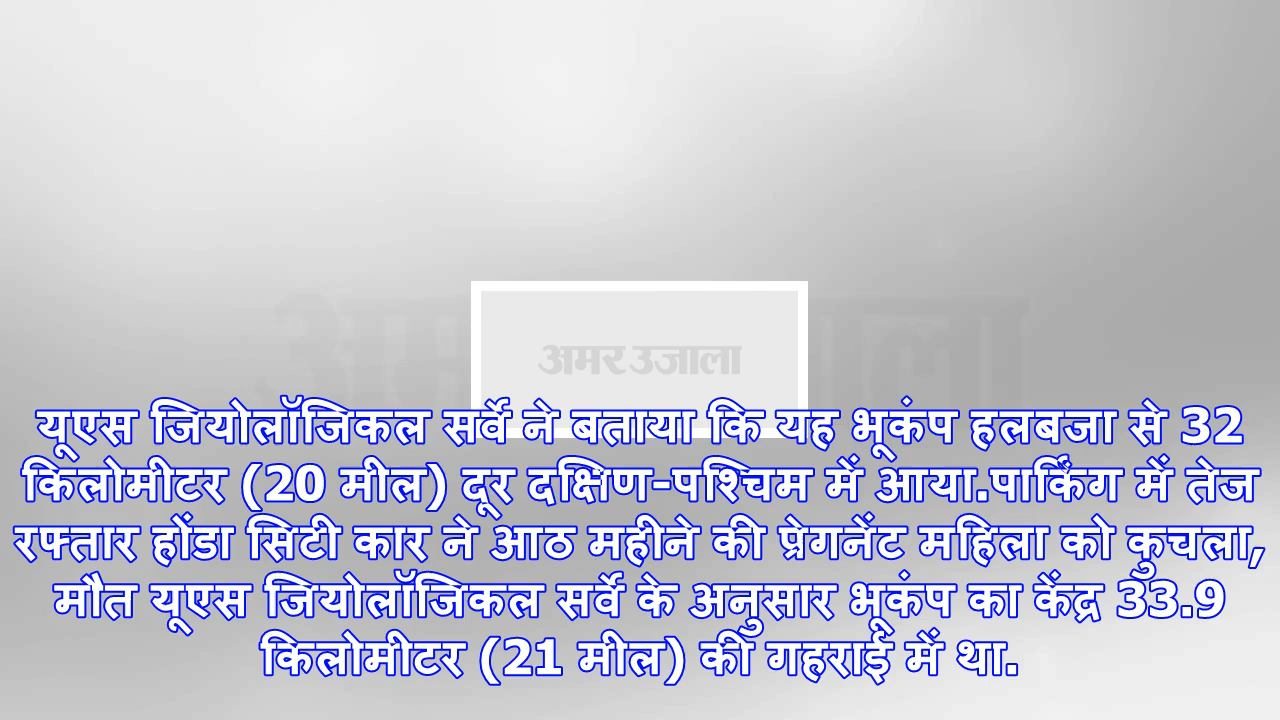 अमर उजाला
यूएस जियोलॉजिकल सर्वे ने बताया कि यह भूकंप हलबजा से 32
किलोमीटर (20 मील) दूर दक्षिण-पश्चिम में आया.पार्किंग में तेज
रफ्तार होंडा सिटी कार ने आठ महीने की प्रेगनेंट महिला को कुचला,
मौत यूएस जियोलॉजिकल सर्वे के अनुसार भूकंप का केंद्र 33.9
किलोमीटर (21 मील) की गहराई में था.